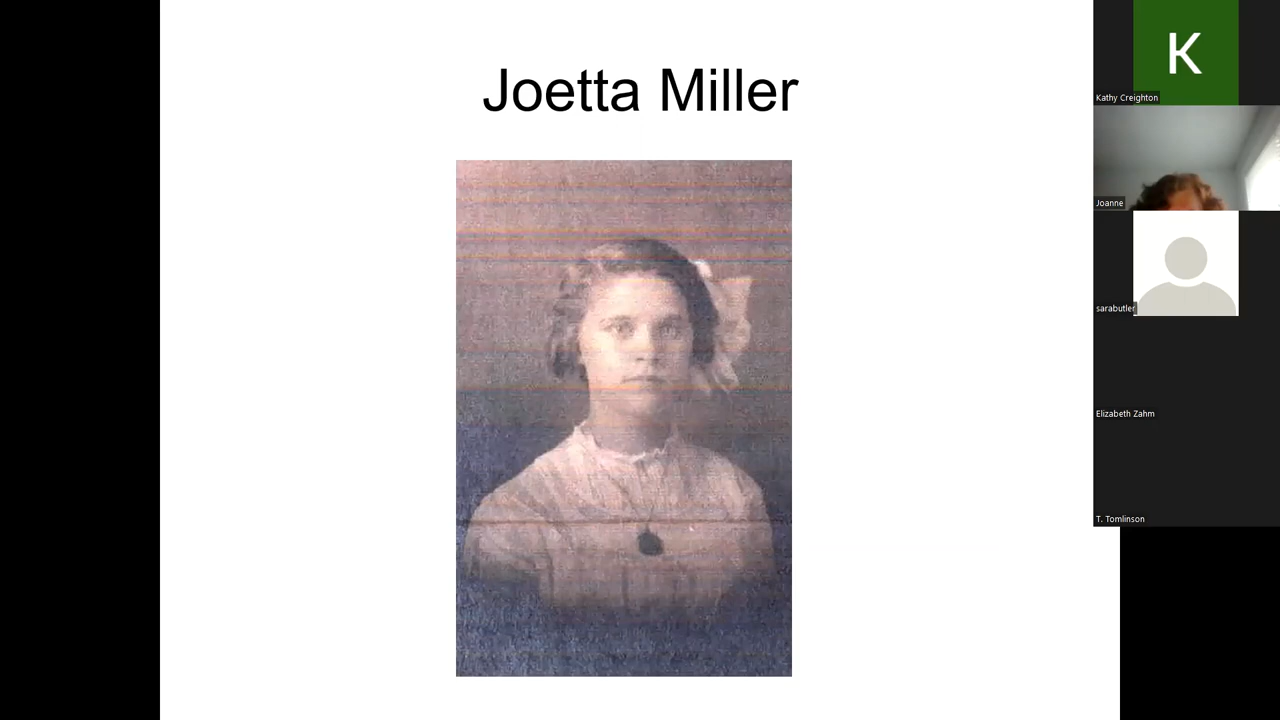 Joetta Miller
K
Kathy Creighton
Joanne
sarabutler
Elizabeth Zahm
T. Tomlinson